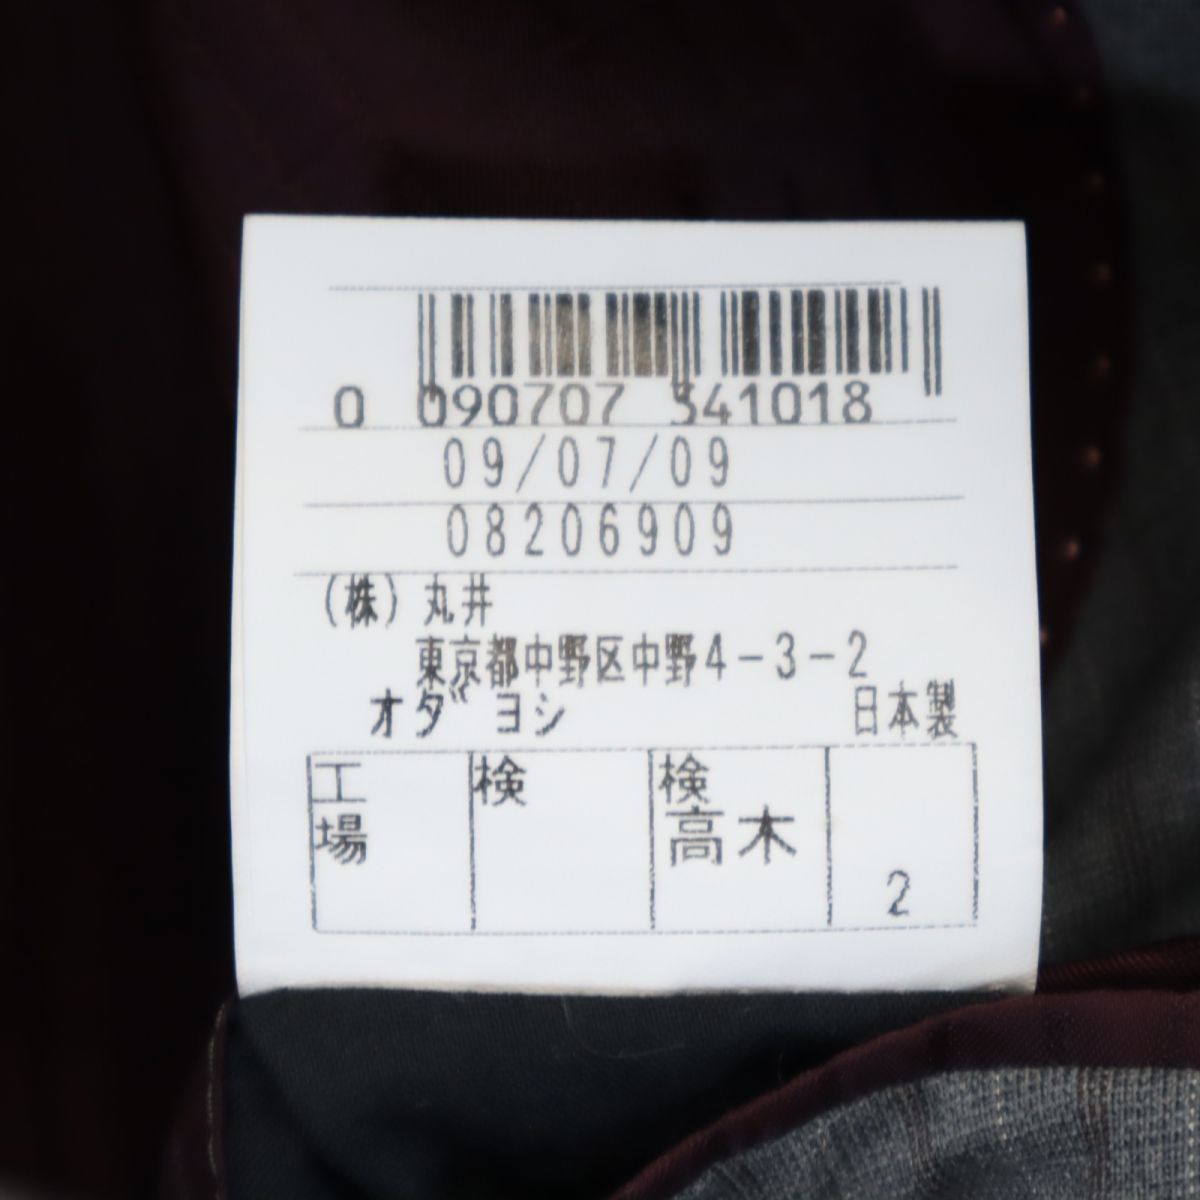 0 090707 341018
09/07/09
08206909
(株)丸井
東京都中野区中野4-3-2
オダ ヨシ 日本製
工場 検 検 高木 2